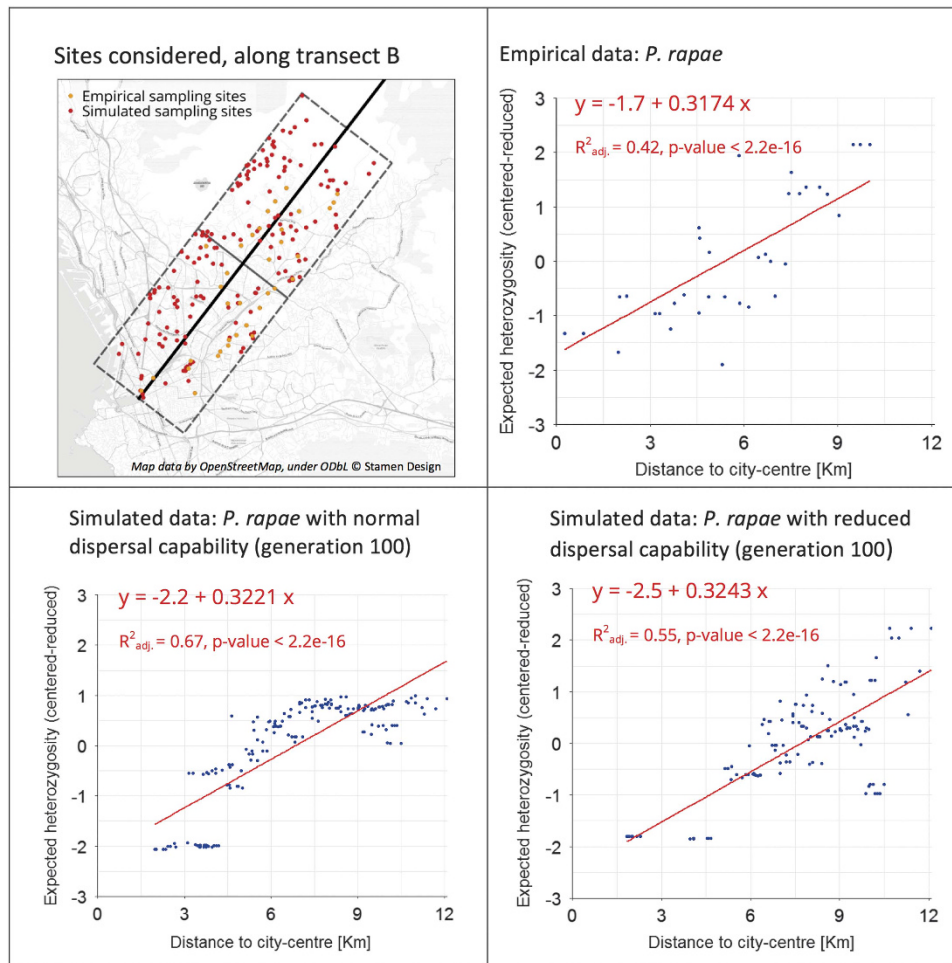 Sites considered, along transect B
Empirical sampling sites
Simulated sampling sites
Map data by OpenStreetMap, under ODbL © Stamen Design
Empirical data: P. rapae
y = -1.7 + 0.3174 x
R²adj. = 0.42, p-value < 2.2e-16
Expected heterozygosity (centered-reduced)
3
2
1
0
-1
-2
-3
0 3 6 9 12
Distance to city-centre [Km]
Simulated data: P. rapae with normal
dispersal capability (generation 100)
y = -2.2 + 0.3221 x
R²adj. = 0.67, p-value < 2.2e-16
Expected heterozygosity (centered-reduced)
3
2
1
0
-1
-2
-3
0 3 6 9 12
Distance to city-centre [Km]
Simulated data: P. rapae with reduced
dispersal capability (generation 100)
y = -2.5 + 0.3243 x
R²adj. = 0.55, p-value < 2.2e-16
Expected heterozygosity (centered-reduced)
3
2
1
0
-1
-2
-3
0 3 6 9 12
Distance to city-centre [Km]